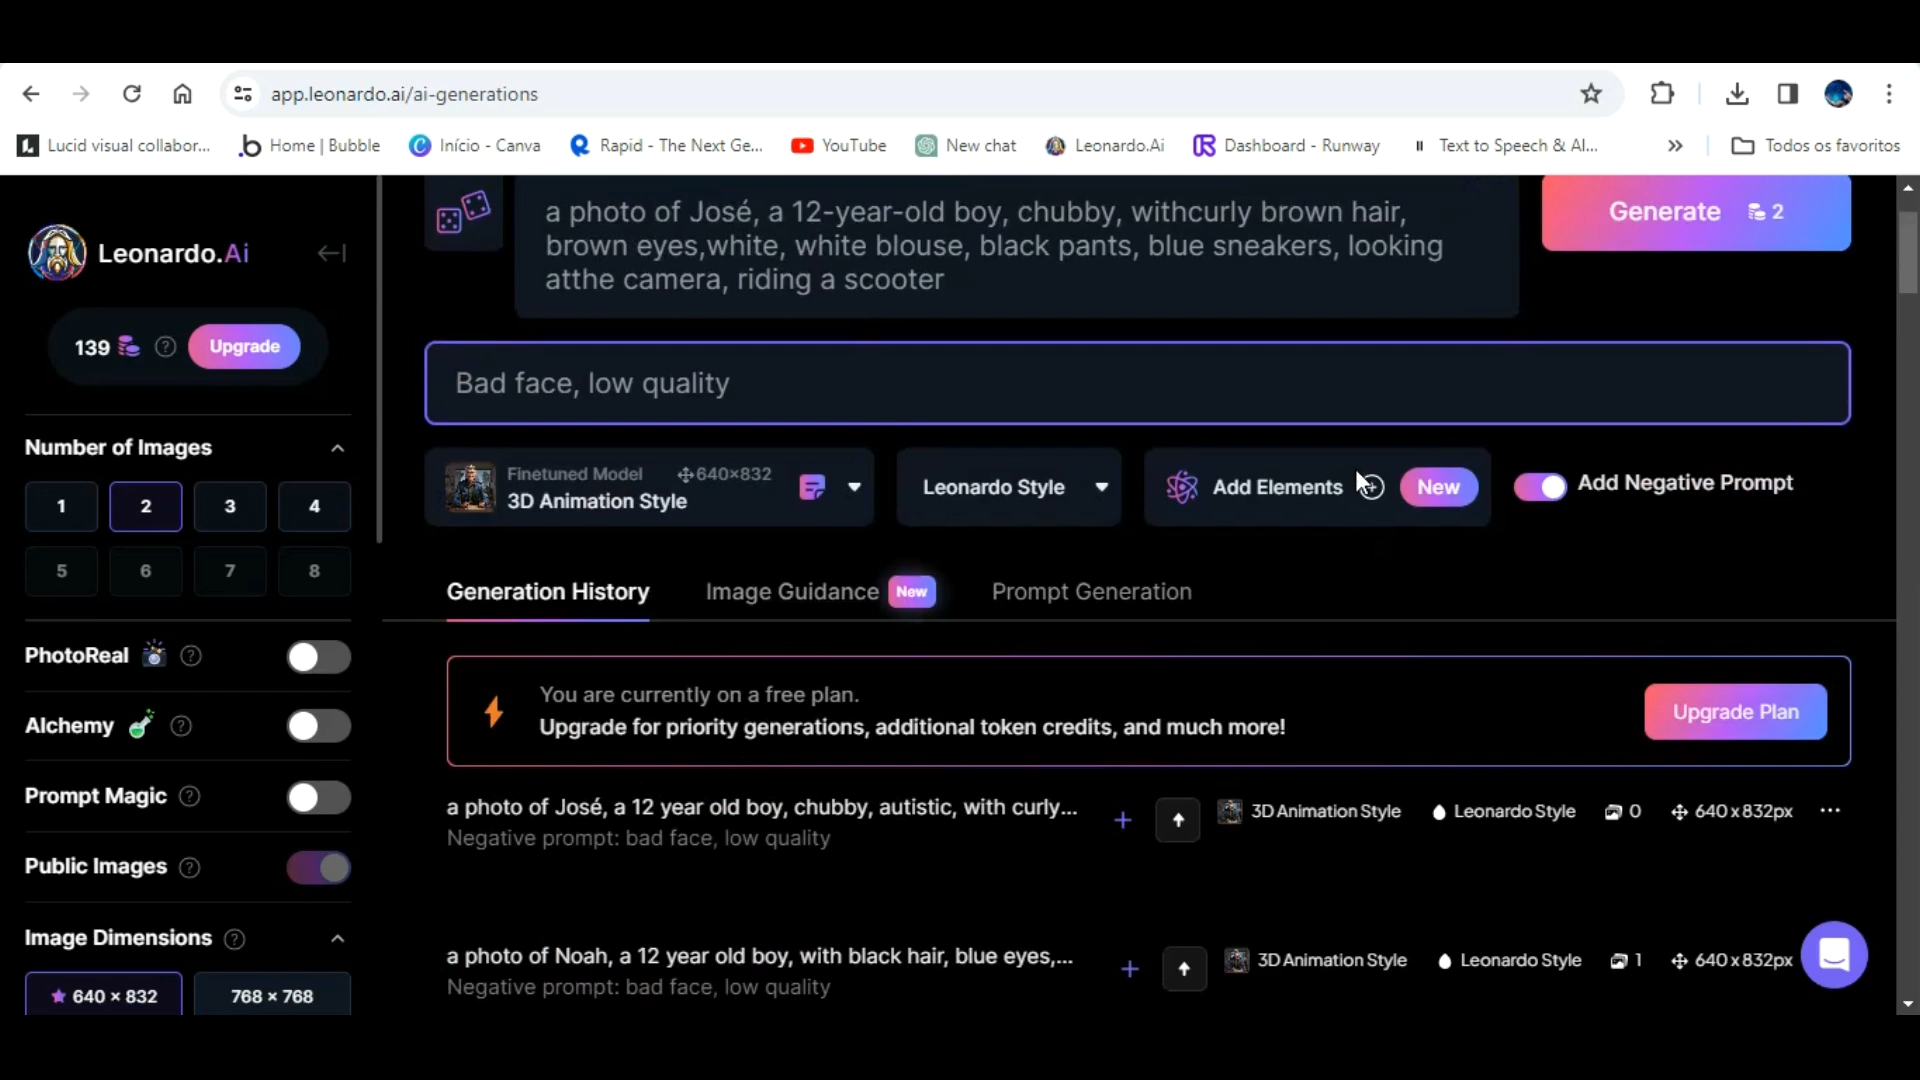 app.leonardo.ai/ai-generations
Lucid visual collabor...
Home | Bubble
Início - Canva
Rapid - The Next Ge...
YouTube
New chat
Leonardo.Ai
Dashboard - Runway
Text to Speech & AI...
»
Todos os favoritos
Leonardo.Ai
139
Upgrade
a photo of José, a 12-year-old boy, chubby, withcurly brown hair,
brown eyes,white, white blouse, black pants, blue sneakers, looking
atthe camera, riding a scooter
Generate 2
Bad face, low quality
Finetuned Model 640×832
3D Animation Style
Leonardo Style
Add Elements
New
Add Negative Prompt
Number of Images
1 2 3 4
5 6 7 8
PhotoReal
Alchemy
Prompt Magic
Public Images
Image Dimensions
640 × 832
768 × 768
Generation History
Image Guidance New
Prompt Generation
You are currently on a free plan.
Upgrade for priority generations, additional token credits, and much more!
Upgrade Plan
a photo of José, a 12 year old boy, chubby, autistic, with curly...
Negative prompt: bad face, low quality
3D Animation Style
Leonardo Style
0
640 x 832px
a photo of Noah, a 12 year old boy, with black hair, blue eyes,...
Negative prompt: bad face, low quality
3D Animation Style
Leonardo Style
1
640 x 832px